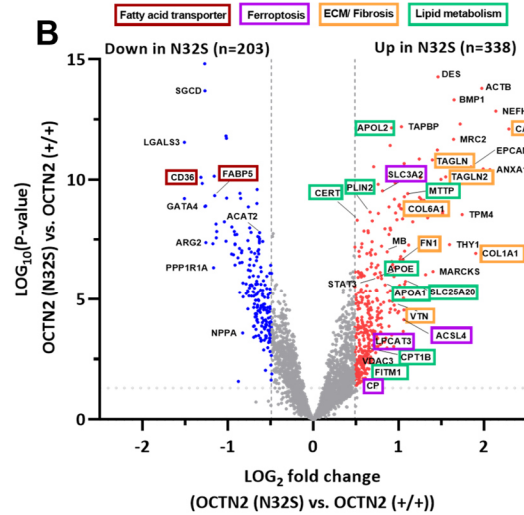 Fatty acid transporter
Ferroptosis
ECM/ Fibrosis
Lipid metabolism
B
Down in N32S (n=203)
Up in N32S (n=338)
15
10
5
0
LOG10(P-value)
OCTN2 (N32S) vs. OCTN2 (+/+)
SGCD
LGALS3
CD36
FABP5
GATA4
ACAT2
ARG2
PPP1R1A
NPPA
DES
ACTB
BMP1
NEFH
APOL2
TAPBP
CA
MRC2
EPCA
TAGLN
SLC3A2
TAGLN2
ANXA
PLIN2
CERT
MTTP
COL6A1
TPM4
MB
FN1
THY1
COL1A1
APOE
MARCKS
STAT3
APOA1
SLC25A20
VTN
ACSL4
LPCAT3
VDAC3
CPT1B
FITM1
CP
-2
-1
0
1
2
LOG2 fold change
(OCTN2 (N32S) vs. OCTN2 (+/+))